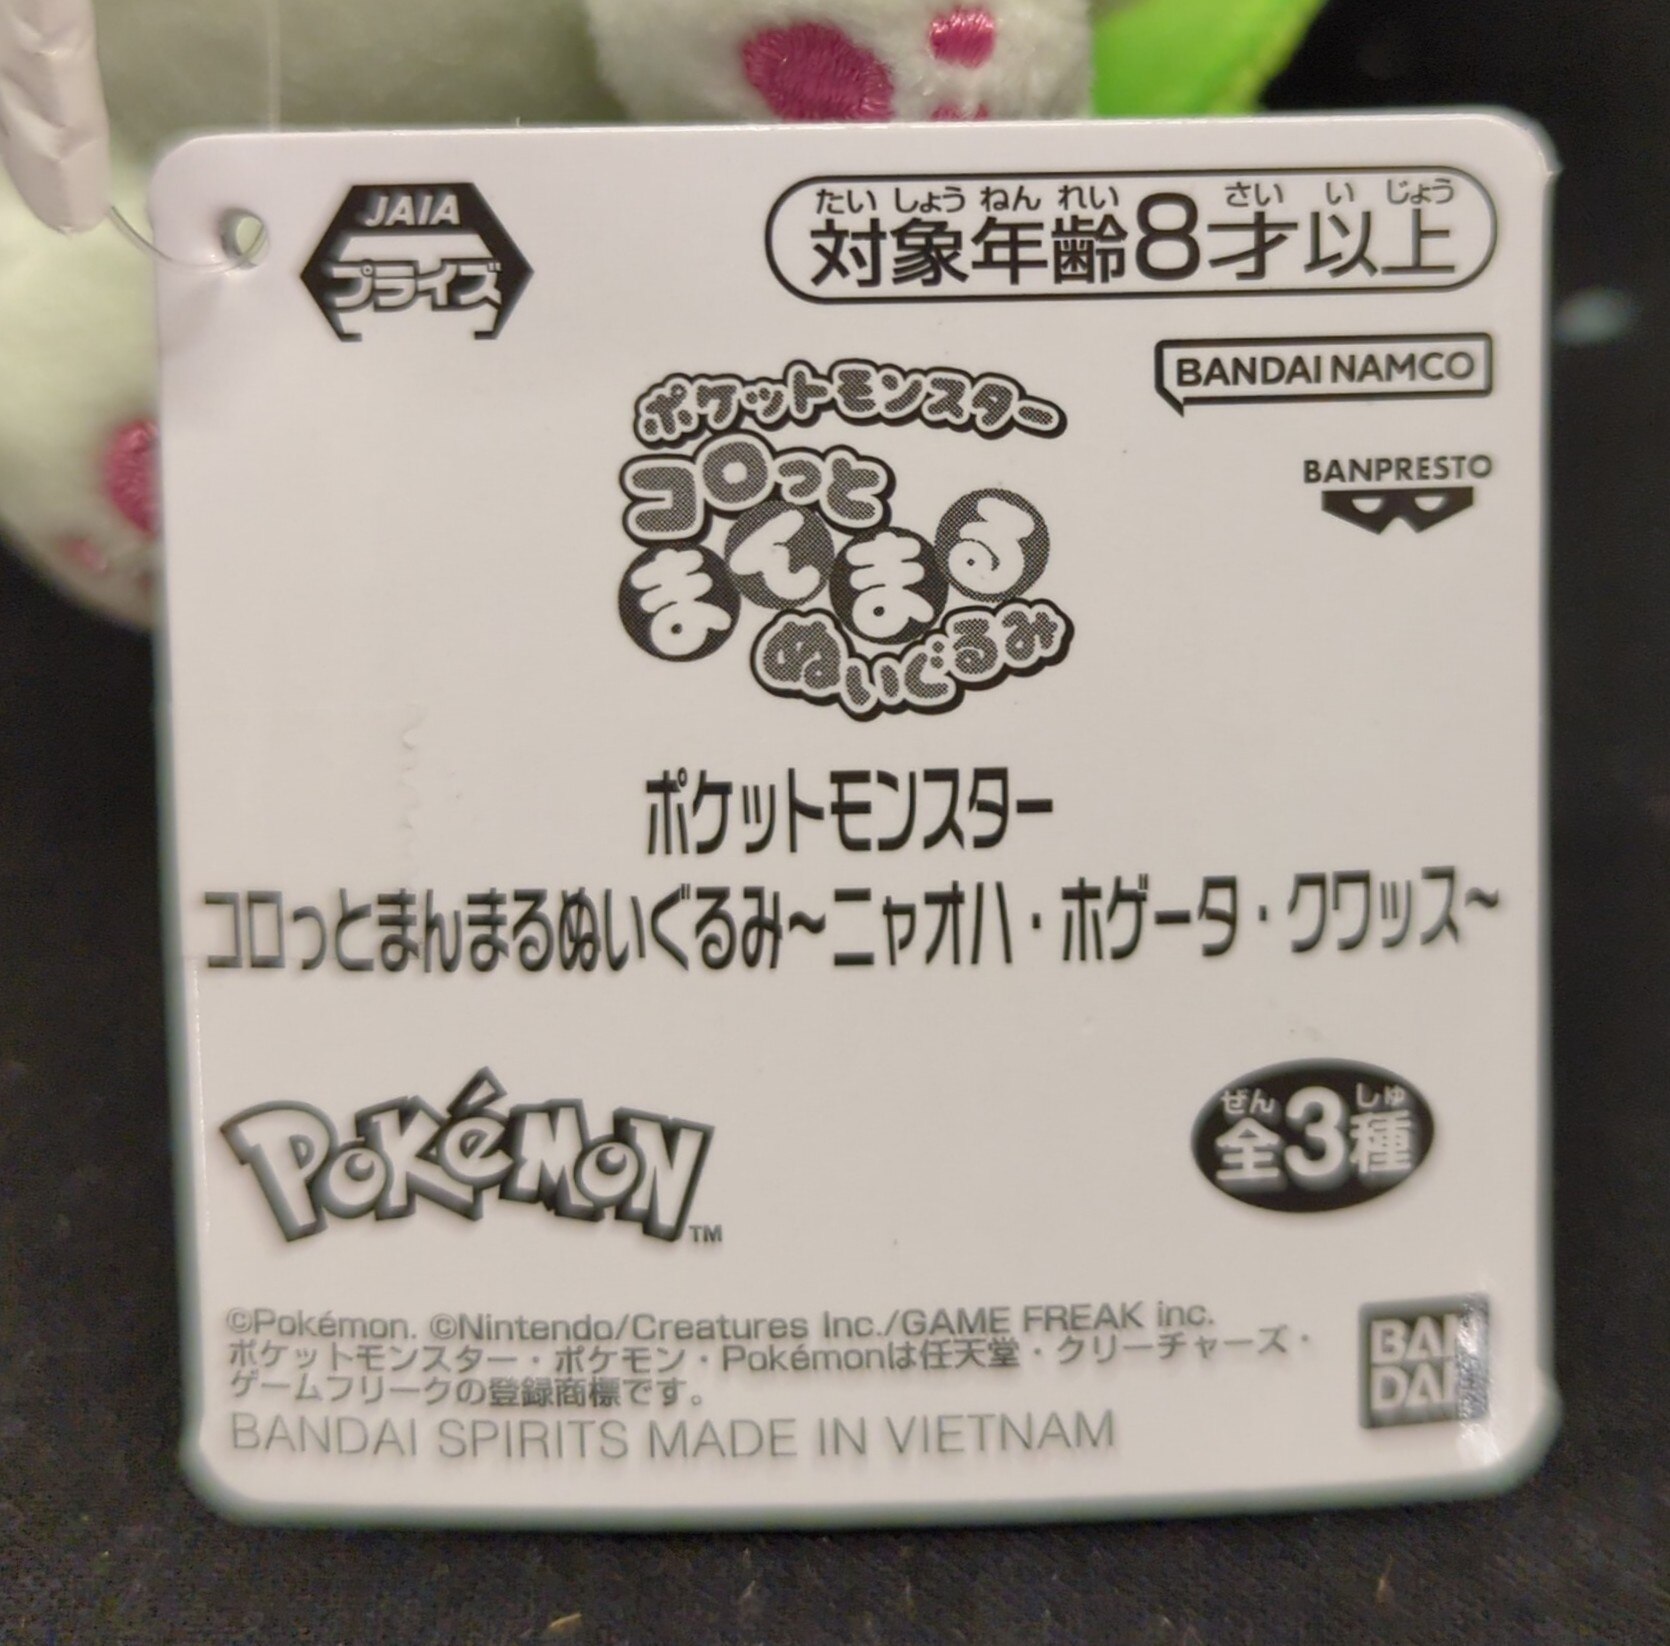 JAIA
プライズ
たいしょうねんれい さいいじょう
対象年齢8才以上
BANDAI NAMCO
BANPRESTO
ポケットモンスター
コロっと
まんまる
ぬいぐるみ
ポケットモンスター
コロっとまんまるぬいぐるみ~ニャオハ・ホゲータ・クワッス~
POKéMON™
ぜん しゅ
全3種
©Pokémon. ©Nintendo/Creatures Inc./GAME FREAK inc.
ポケットモンスター・ポケモン・Pokémonは任天堂・クリーチャーズ・
ゲームフリークの登録商標です。
BANDAI SPIRITS MADE IN VIETNAM
BAN
DAI